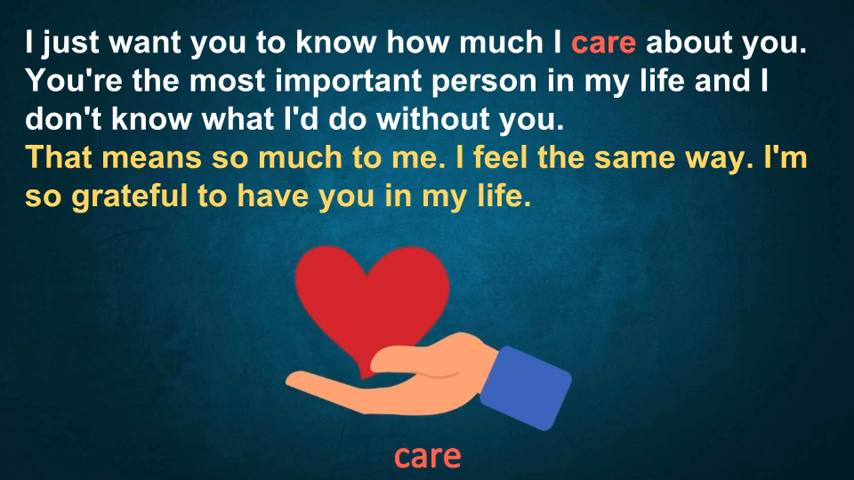 I just want you to know how much I care about you.
You're the most important person in my life and I
don't know what I'd do without you.
That means so much to me. I feel the same way. I'm
so grateful to have you in my life.
care